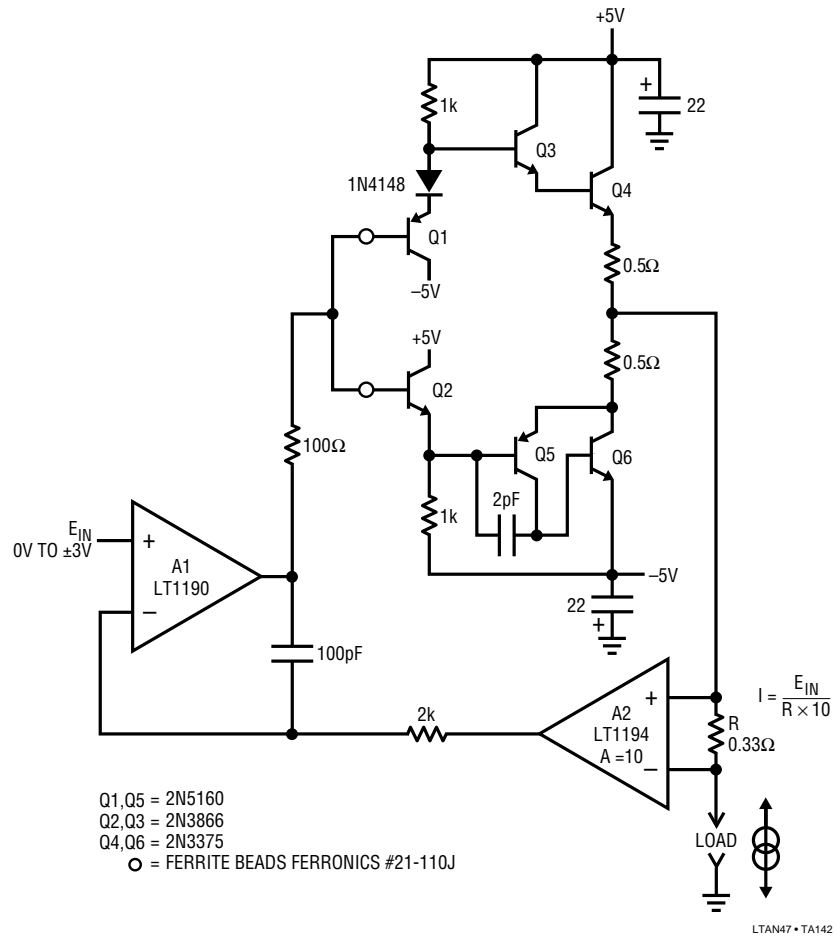 +5V
1k
+
22
Q3
1N4148
Q4
Q1
0.5Ω
–5V
+5V
0.5Ω
Q2
100Ω
Q5
Q6
2pF
1k
E_IN
0V TO ±3V
+
A1
LT1190
–
–5V
22
+
100pF
+
A2
LT1194
A =10
–
2k
R
0.33Ω
I = E_IN / R × 10
Q1,Q5 = 2N5160
Q2,Q3 = 2N3866
Q4,Q6 = 2N3375
= FERRITE BEADS FERRONICS #21-110J
LOAD
LTAN47 • TA142